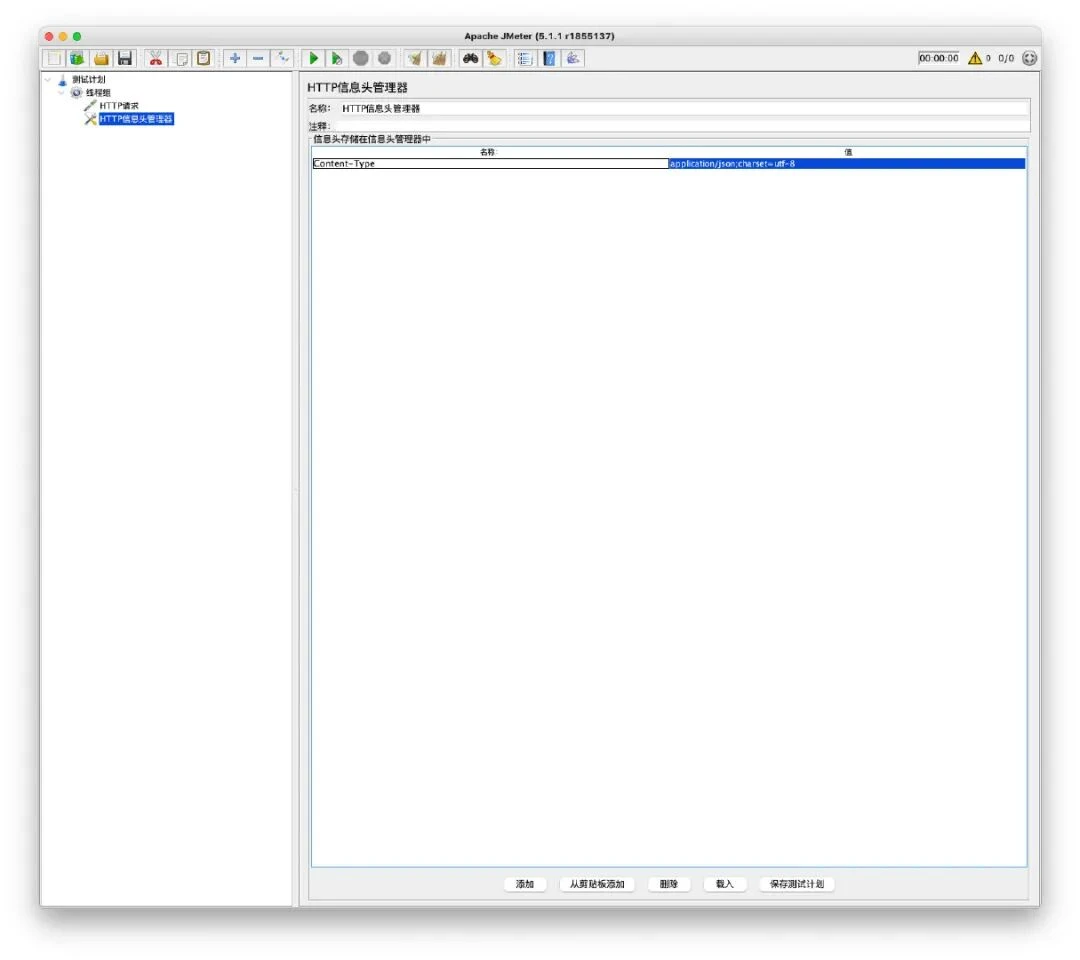 Apache JMeter (5.1.1 r1855137)
00:00:00 0 0/0
测试计划
线程组
HTTP请求
HTTP信息头管理器
HTTP信息头管理器
名称: HTTP信息头管理器
注释:
信息头存储在信息头管理器中
名称: 值
Content-Type application/json;charset=utf-8
添加 从剪贴板添加 删除 载入 保存测试计划